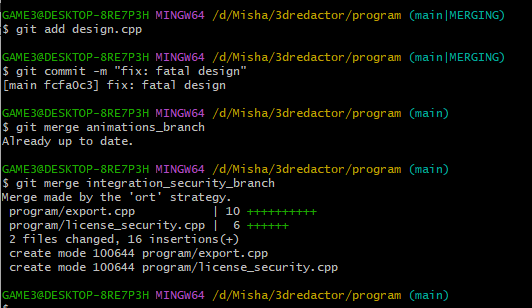 GAME3@DESKTOP-8RE7P3H MINGW64 /d/Misha/3dredactor/program (main|MERGING)
$ git add design.cpp
GAME3@DESKTOP-8RE7P3H MINGW64 /d/Misha/3dredactor/program (main|MERGING)
$ git commit -m "fix: fatal design"
[main fcfa0c3] fix: fatal design
GAME3@DESKTOP-8RE7P3H MINGW64 /d/Misha/3dredactor/program (main)
$ git merge animations_branch
Already up to date.
GAME3@DESKTOP-8RE7P3H MINGW64 /d/Misha/3dredactor/program (main)
$ git merge integration_security_branch
Merge made by the 'ort' strategy.
program/export.cpp | 10 ++++++++++
program/license_security.cpp | 6 ++++++
2 files changed, 16 insertions(+)
create mode 100644 program/export.cpp
create mode 100644 program/license_security.cpp
GAME3@DESKTOP-8RE7P3H MINGW64 /d/Misha/3dredactor/program (main)
$